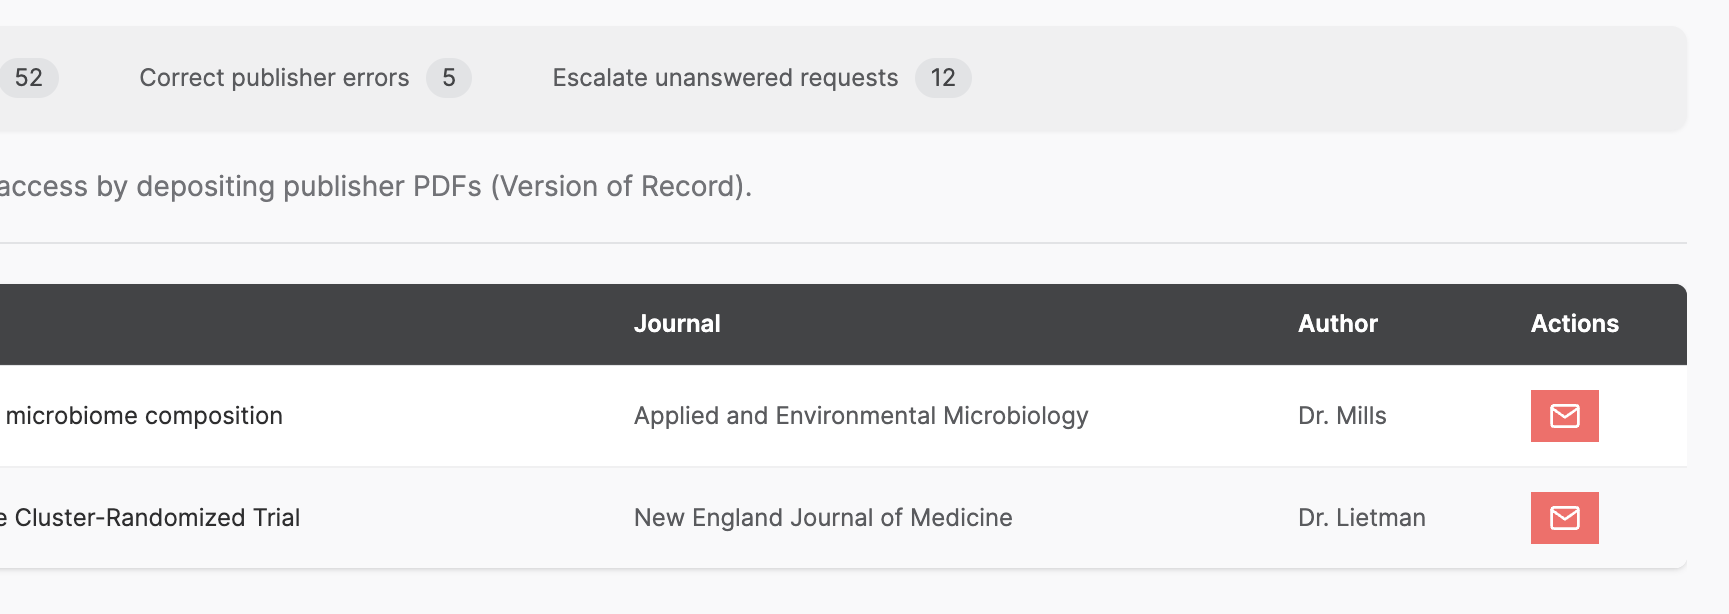 52 Correct publisher errors 5 Escalate unanswered requests 12
access by depositing publisher PDFs (Version of Record).
Journal Author Actions
microbiome composition Applied and Environmental Microbiology Dr. Mills
e Cluster-Randomized Trial New England Journal of Medicine Dr. Lietman